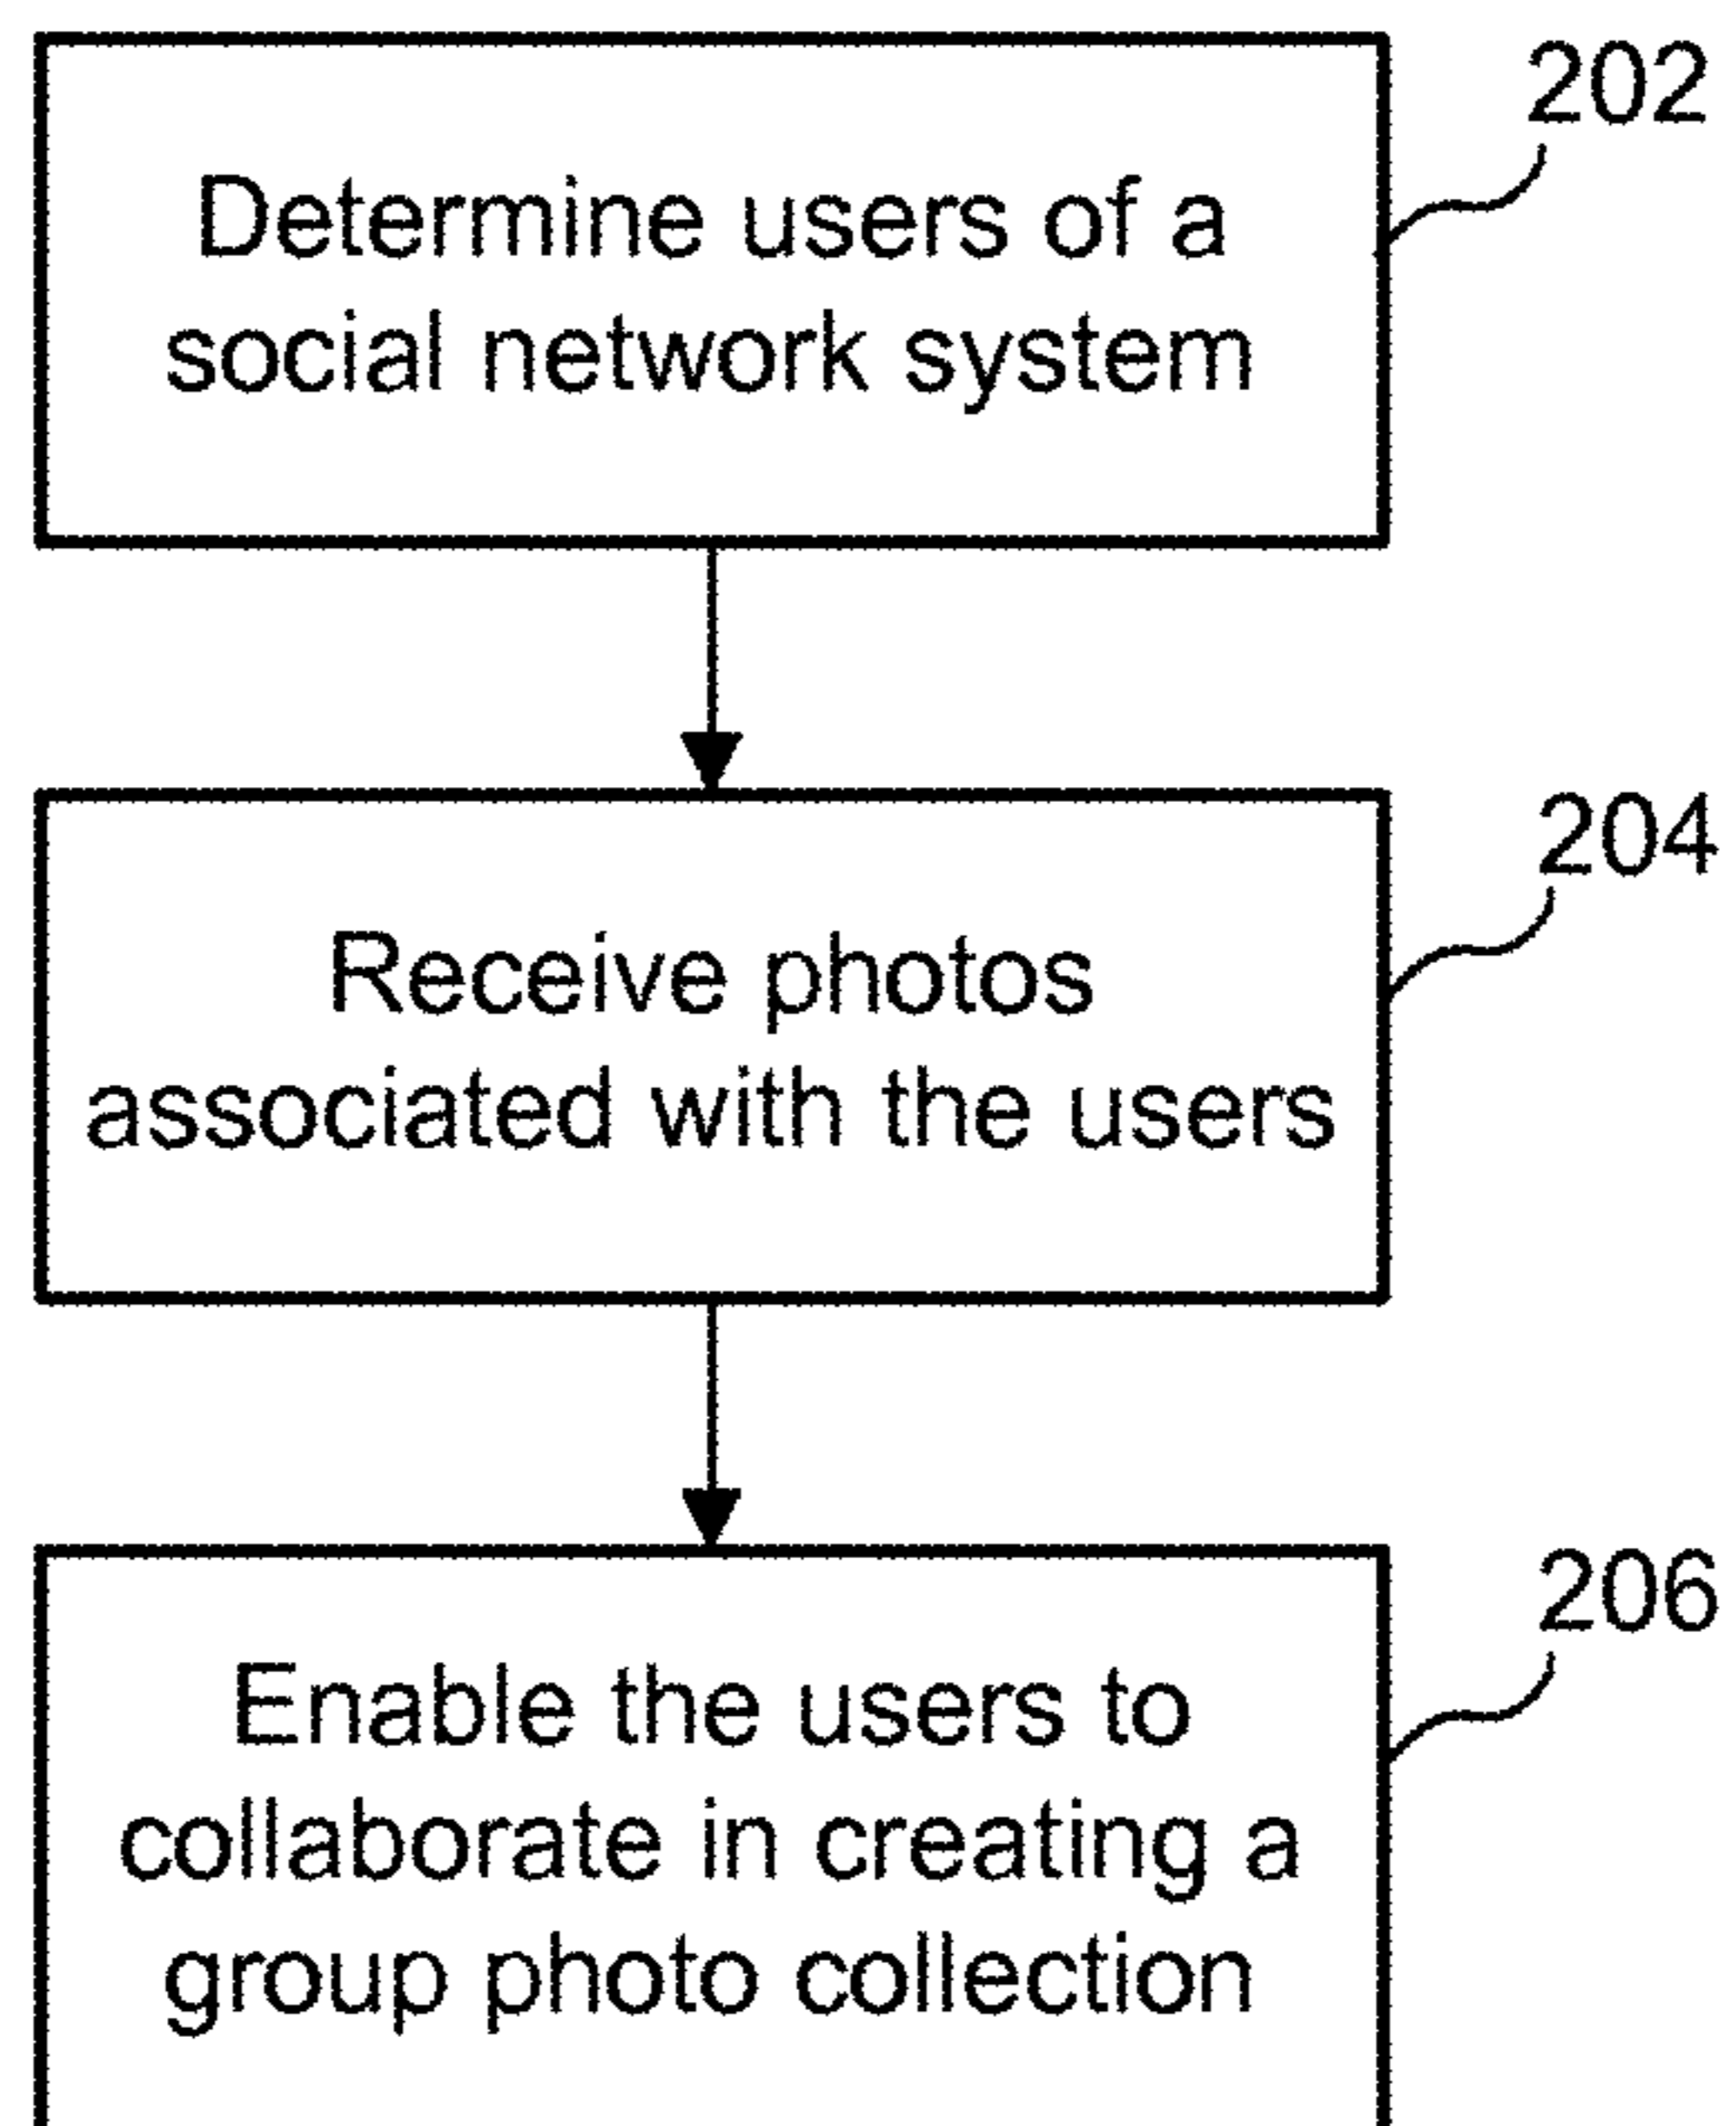 202
Determine users of a
social network system
204
Receive photos
associated with the users
206
Enable the users to
collaborate in creating a
group photo collection